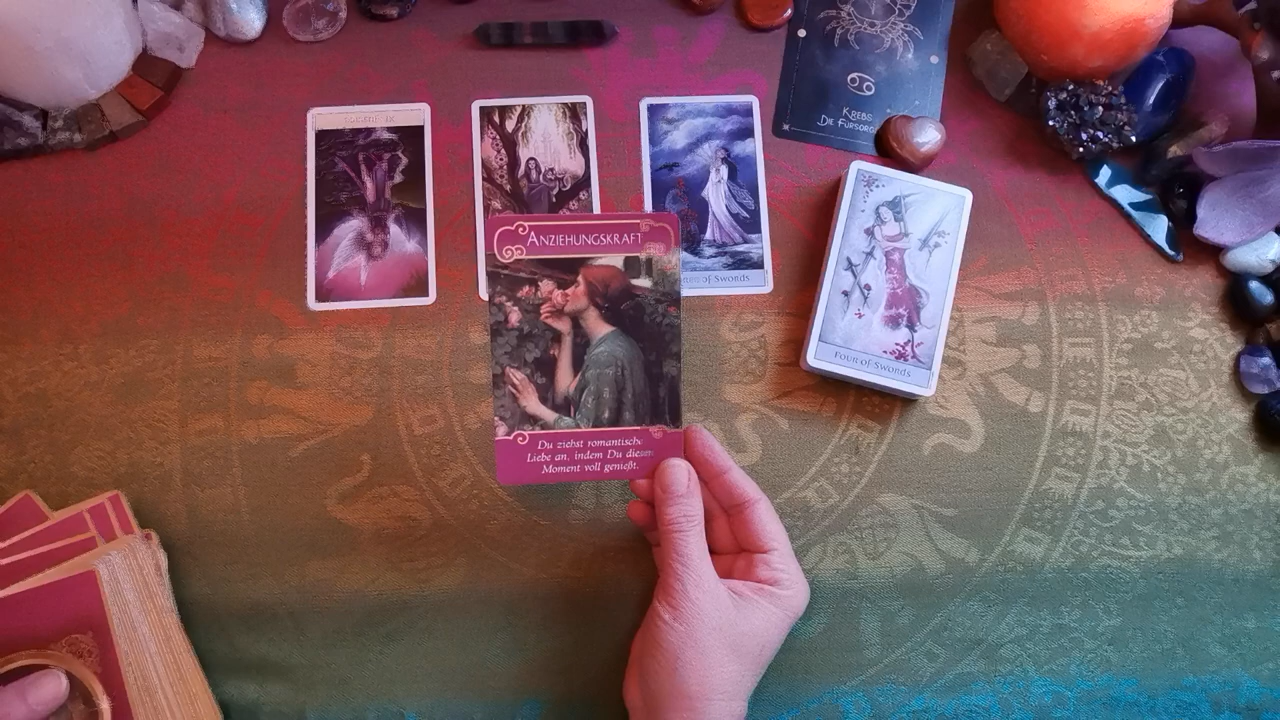 KREBS
DIE FÜRSORG
ANZIEHUNGSKRAFT
of Swords
Four of Swords
Du ziehst romantische
Liebe an, indem Du diesen
Moment voll genießt.